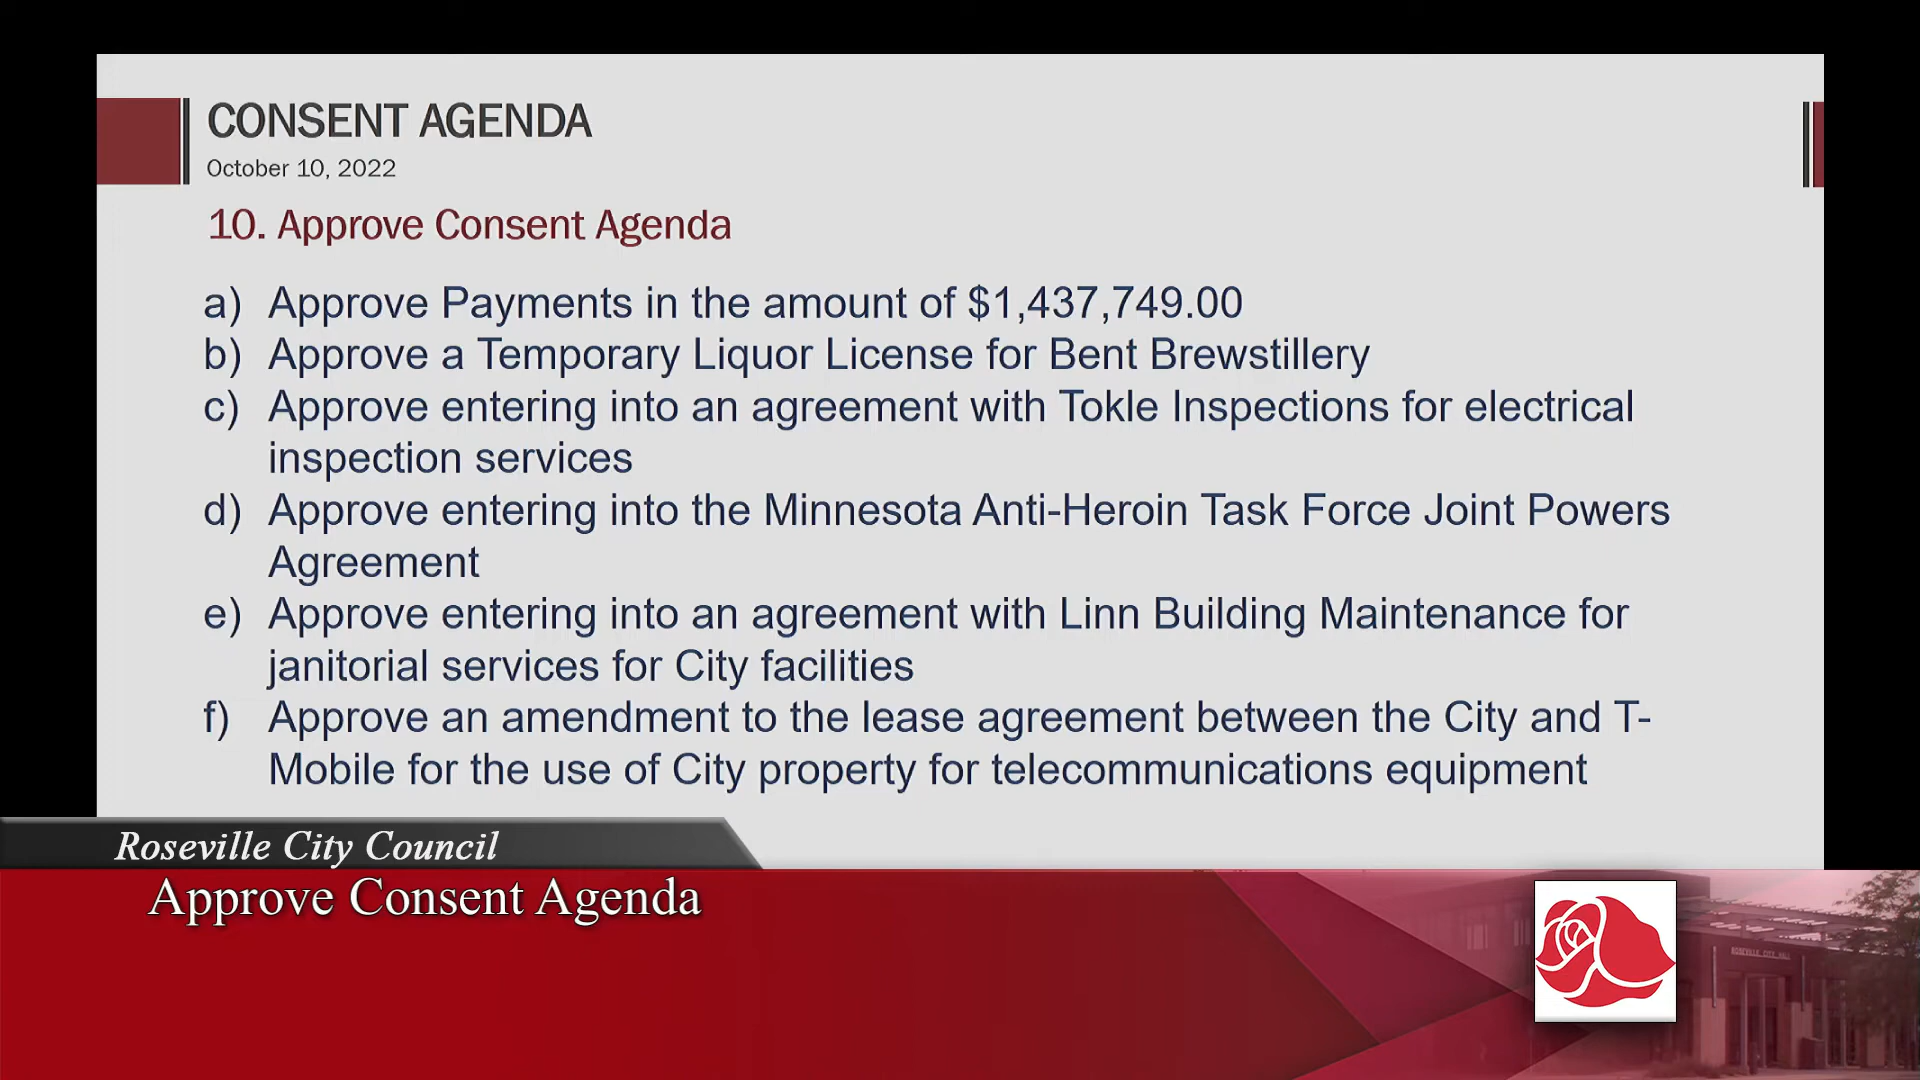 CONSENT AGENDA
October 10, 2022
10. Approve Consent Agenda
a) Approve Payments in the amount of $1,437,749.00
b) Approve a Temporary Liquor License for Bent Brewstillery
c) Approve entering into an agreement with Tokle Inspections for electrical
inspection services
d) Approve entering into the Minnesota Anti-Heroin Task Force Joint Powers
Agreement
e) Approve entering into an agreement with Linn Building Maintenance for
janitorial services for City facilities
f) Approve an amendment to the lease agreement between the City and T-
Mobile for the use of City property for telecommunications equipment
Roseville City Council
Approve Consent Agenda
ROSEVILLE CITY HALL